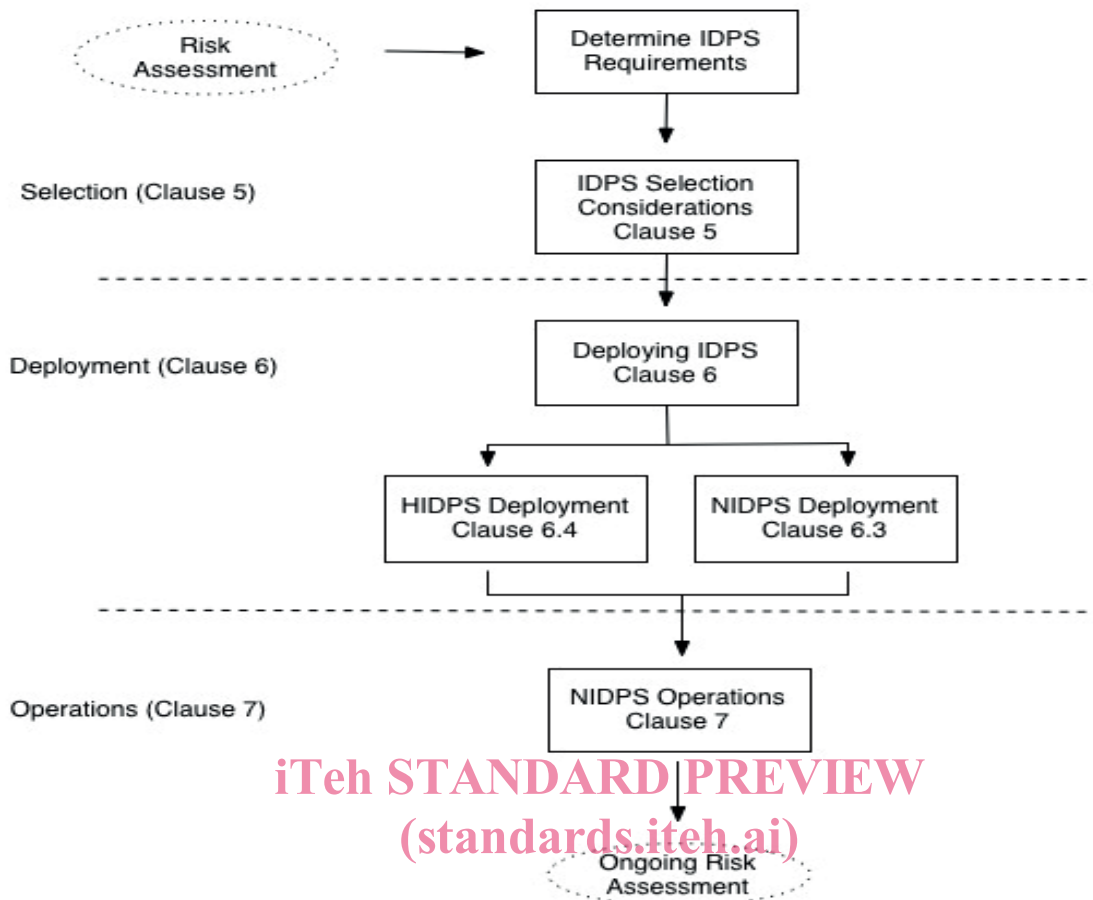 Risk
Assessment
Determine IDPS
Requirements
Selection (Clause 5)
IDPS Selection
Considerations
Clause 5
Deployment (Clause 6)
Deploying IDPS
Clause 6
HIDPS Deployment
Clause 6.4
NIDPS Deployment
Clause 6.3
Operations (Clause 7)
NIDPS Operations
Clause 7
iTeh STANDARD PREVIEW
(standards.iteh.ai)
Ongoing Risk
Assessment